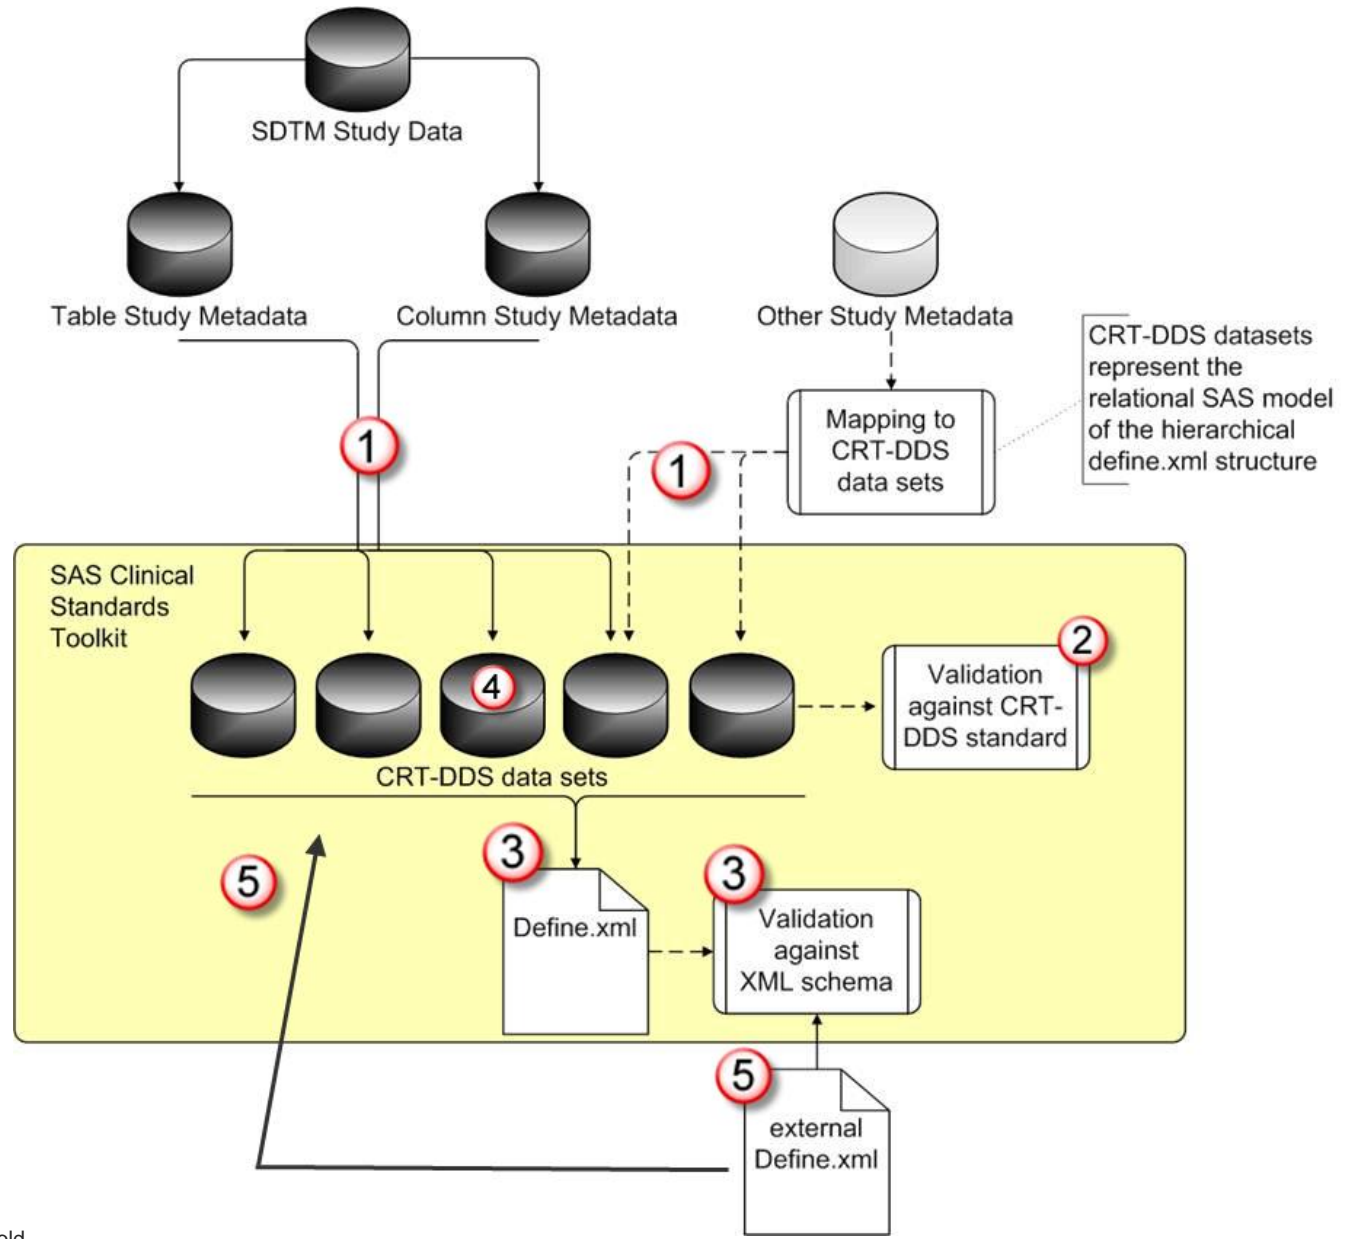 SDTM Study Data
Table Study Metadata
Column Study Metadata
Other Study Metadata
CRT-DDS datasets
represent the
relational SAS model
of the hierarchical
define.xml structure
Mapping to
CRT-DDS
data sets
1
1
SAS Clinical
Standards
Toolkit
2
Validation
against CRT-
DDS standard
4
CRT-DDS data sets
3
Define.xml
3
Validation
against
XML schema
5
5
external
Define.xml
old